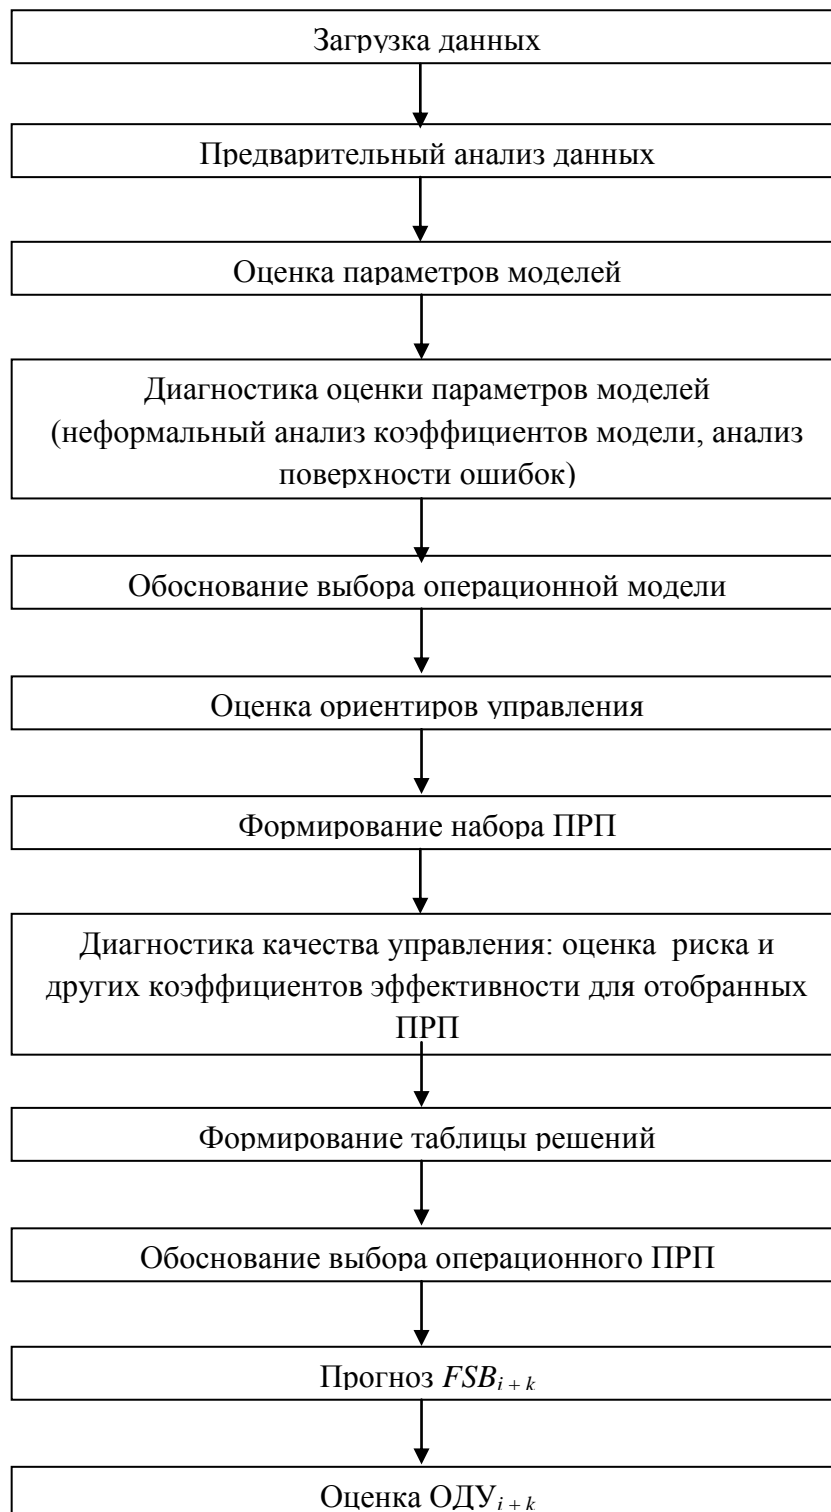 Загрузка данных
Предварительный анализ данных
Оценка параметров моделей
Диагностика оценки параметров моделей
(неформальный анализ коэффициентов модели, анализ
поверхности ошибок)
Обоснование выбора операционной модели
Оценка ориентиров управления
Формирование набора ПРП
Диагностика качества управления: оценка риска и
других коэффициентов эффективности для отобранных
ПРП
Формирование таблицы решений
Обоснование выбора операционного ПРП
Прогноз FSB i + k
Оценка ОДУ i + k